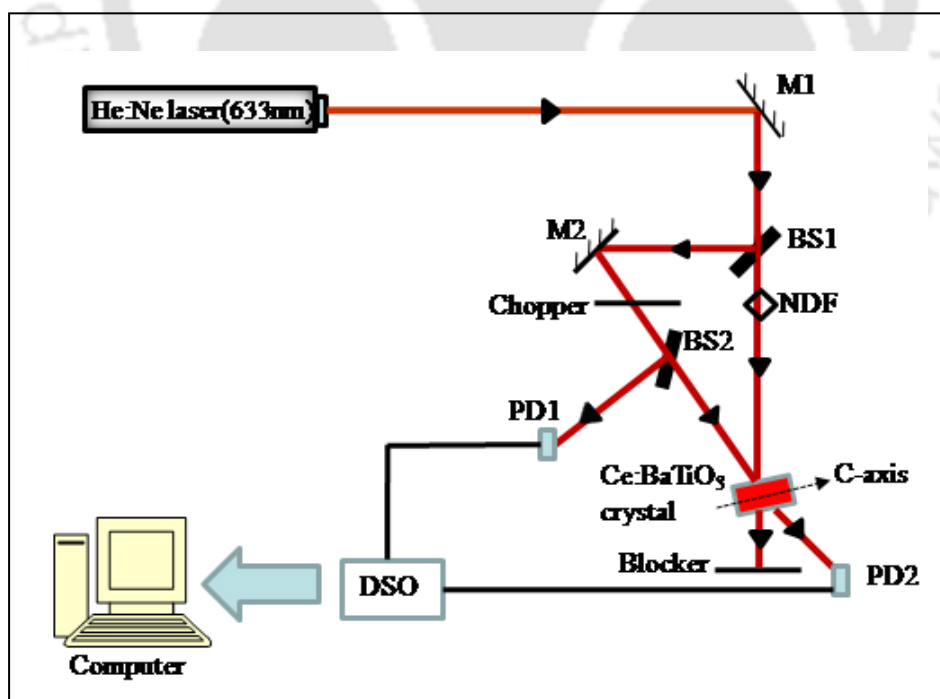 He:Ne laser(633nm)
M1
M2
BS1
Chopper
NDF
BS2
PD1
Ce:BaTiO₃
crystal
C-axis
Blocker
PD2
DSO
Computer